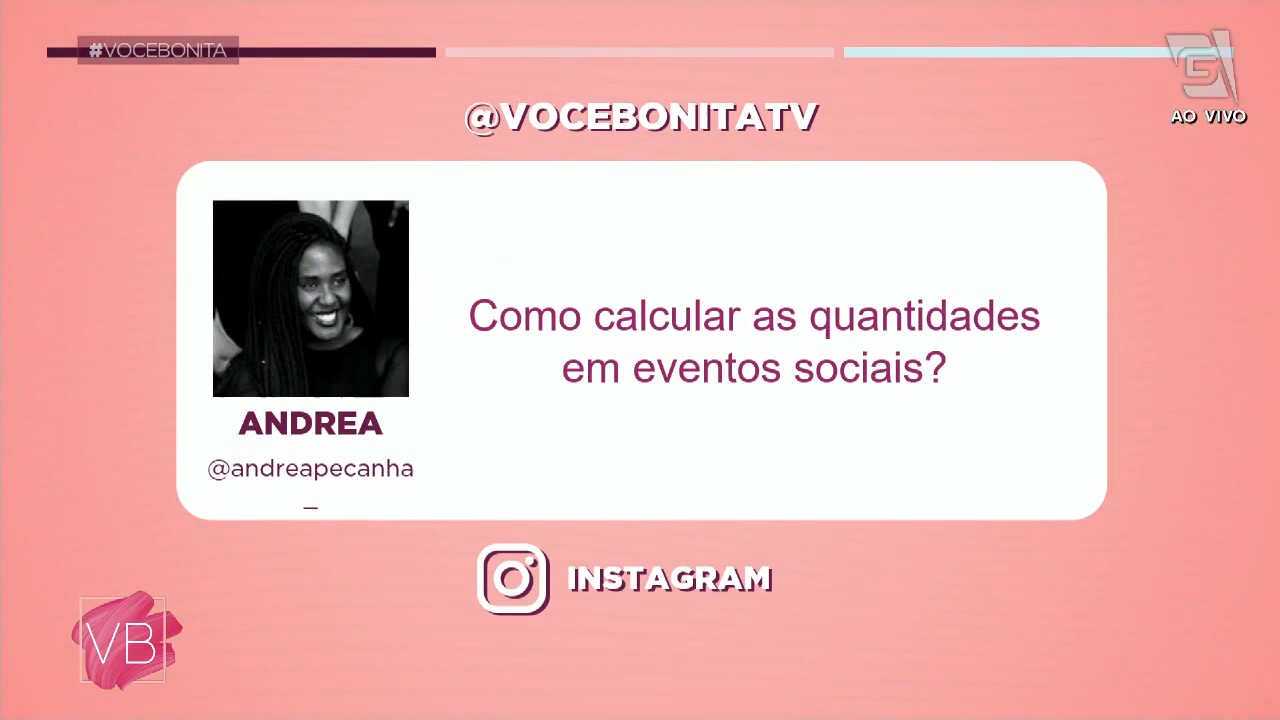 #VOCEBONITA
AO VIVO
@VOCEBONITATV
Como calcular as quantidades
em eventos sociais?
ANDREA
@andreapecanha
_
INSTAGRAM
VB